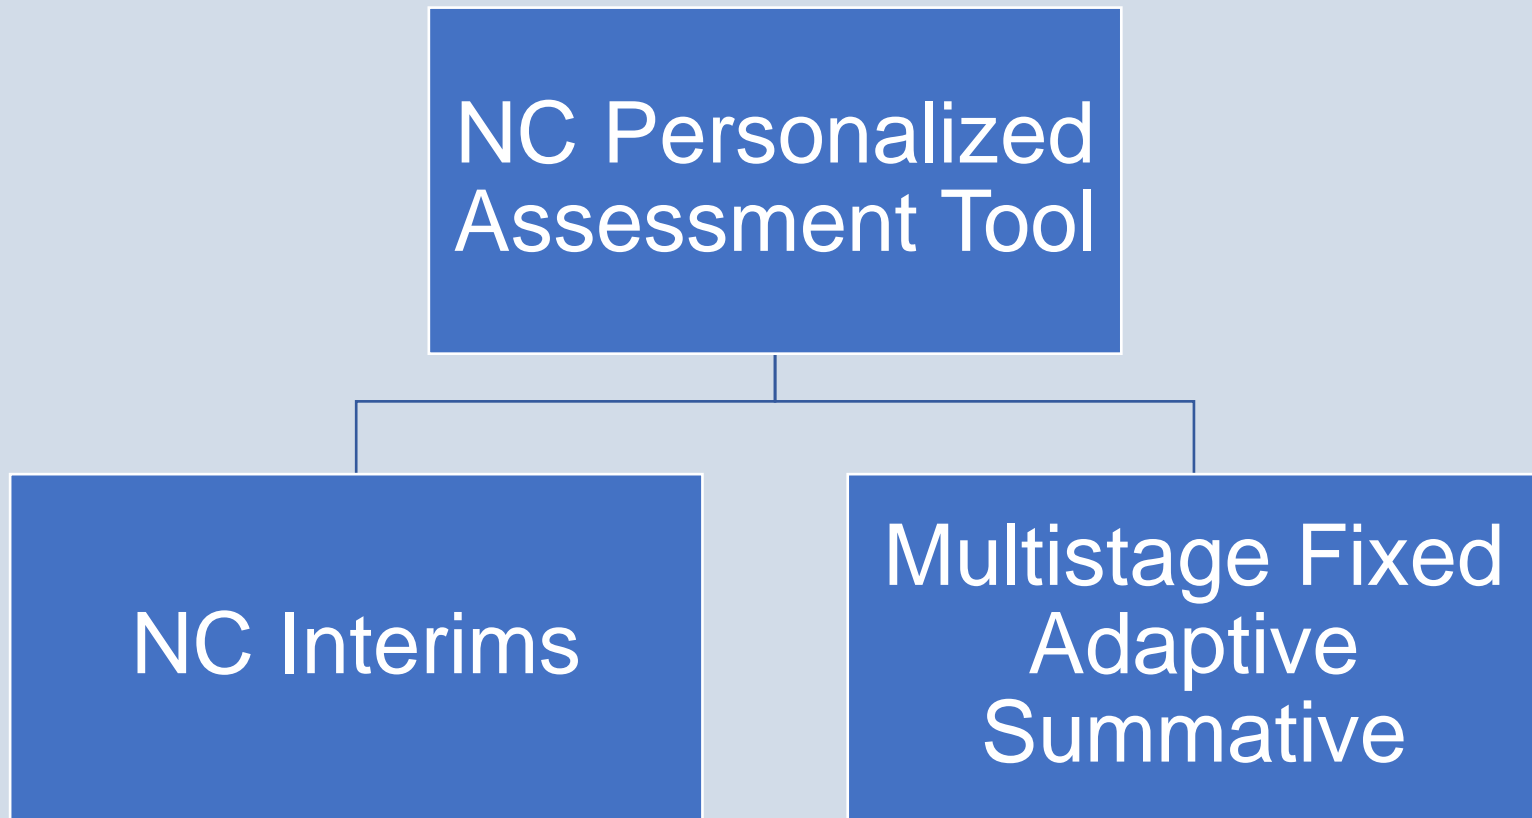 NC Personalized
Assessment Tool
NC Interims
Multistage Fixed
Adaptive
Summative